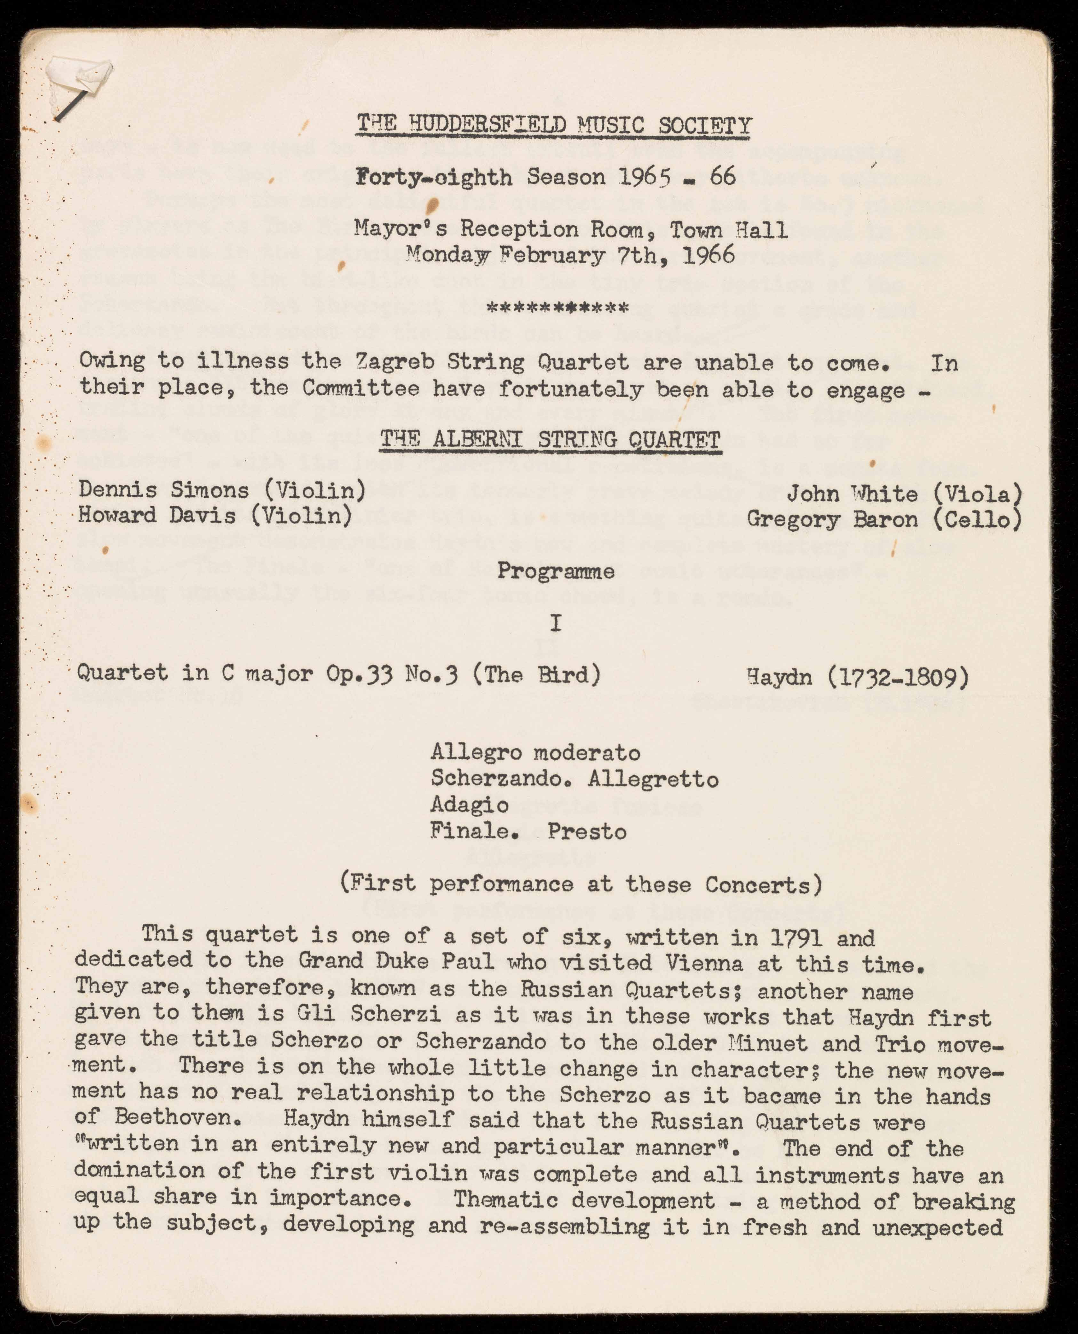 THE HUDDERSFIELD MUSIC SOCIETY
Forty-eighth Season 1965 - 66
Mayor's Reception Room, Town Hall
Monday February 7th, 1966
***********
Owing to illness the Zagreb String Quartet are unable to come. In
their place, the Committee have fortunately been able to engage -
THE ALBERNI STRING QUARTET
Dennis Simons (Violin) John White (Viola)
Howard Davis (Violin) Gregory Baron (Cello)
Programme
I
Quartet in C major Op.33 No.3 (The Bird) Haydn (1732-1809)
Allegro moderato
Scherzando. Allegretto
Adagio
Finale. Presto
(First performance at these Concerts)
This quartet is one of a set of six, written in 1791 and
dedicated to the Grand Duke Paul who visited Vienna at this time.
They are, therefore, known as the Russian Quartets; another name
given to them is Gli Scherzi as it was in these works that Haydn first
gave the title Scherzo or Scherzando to the older Minuet and Trio move-
ment. There is on the whole little change in character; the new move-
ment has no real relationship to the Scherzo as it bacame in the hands
of Beethoven. Haydn himself said that the Russian Quartets were
"written in an entirely new and particular manner". The end of the
domination of the first violin was complete and all instruments have an
equal share in importance. Thematic development - a method of breaking
up the subject, developing and re-assembling it in fresh and unexpected